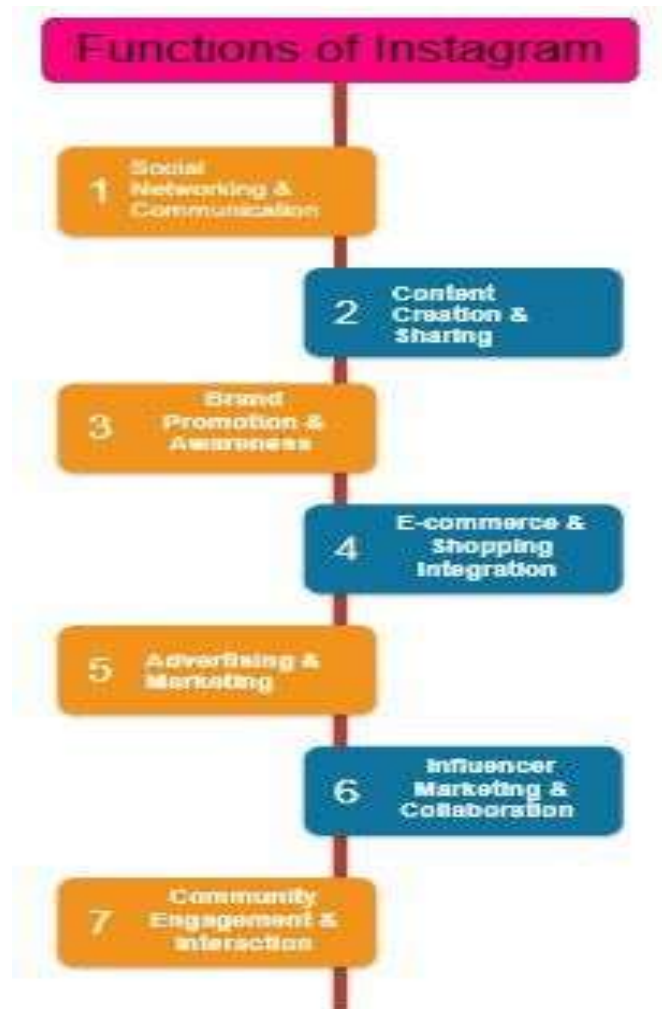 Functions of Instagram
1
Social
Networking &
Communication
2
Content
Creation &
Sharing
3
Brand
Promotion &
Awareness
4
E-commerce &
Shopping
Integration
5
Advertising &
Marketing
6
Influencer
Marketing &
Collaboration
7
Community
Engagement &
Interaction